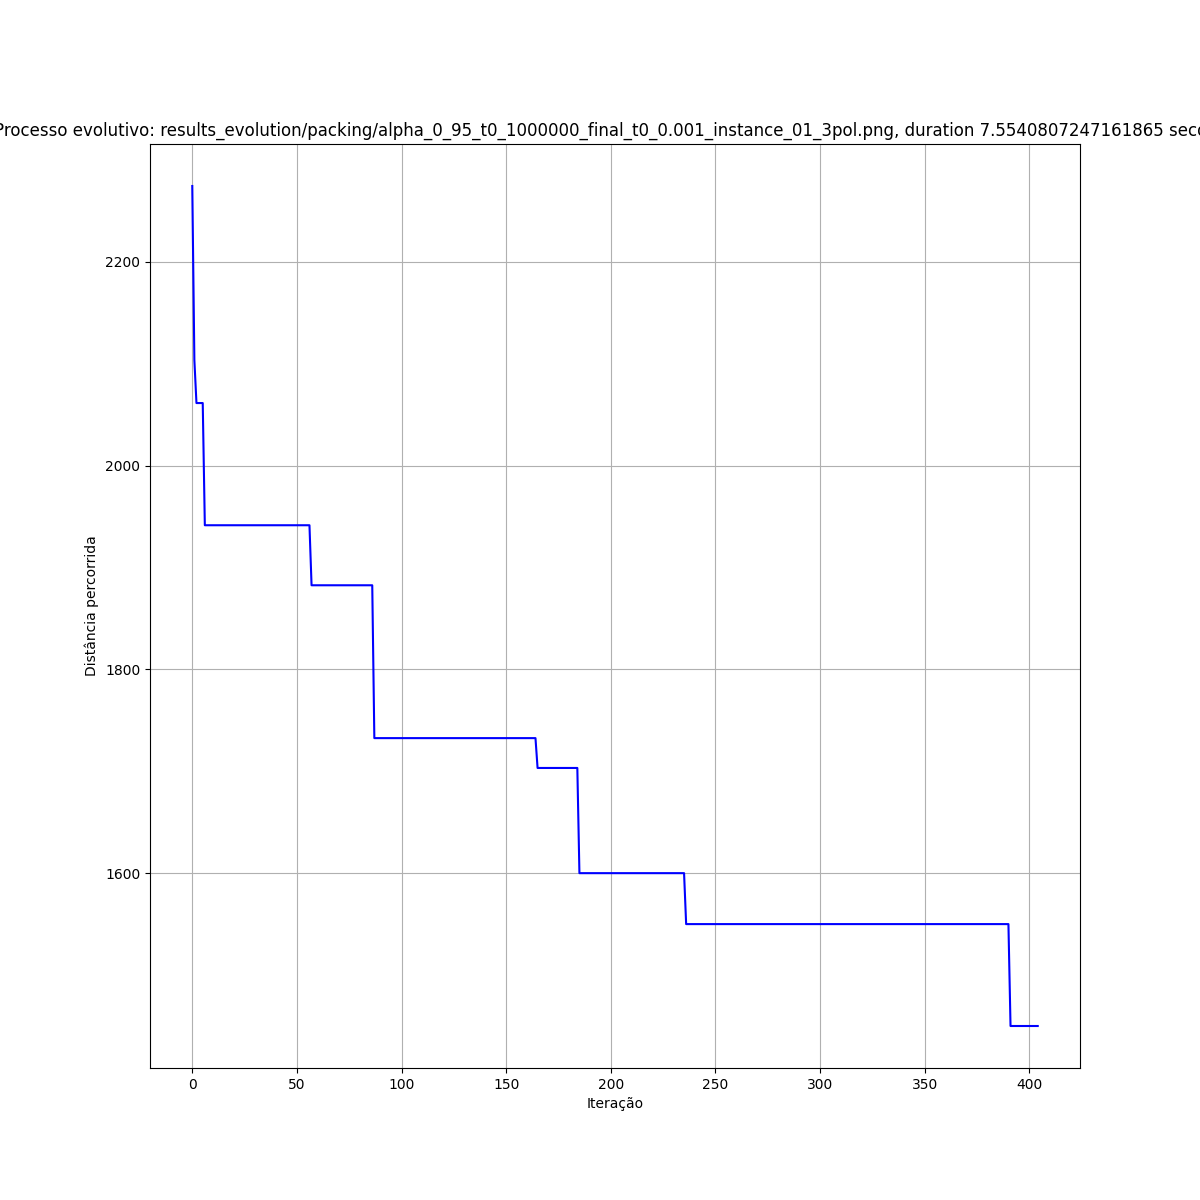 Processo evolutivo: results_evolution/packing/alpha_0_95_t0_1000000_final_t0_0.001_instance_01_3pol.png, duration 7.5540807247161865
2200
2000
1800
1600
Distância percorrida
0 50 100 150 200 250 300 350 400
Iteração